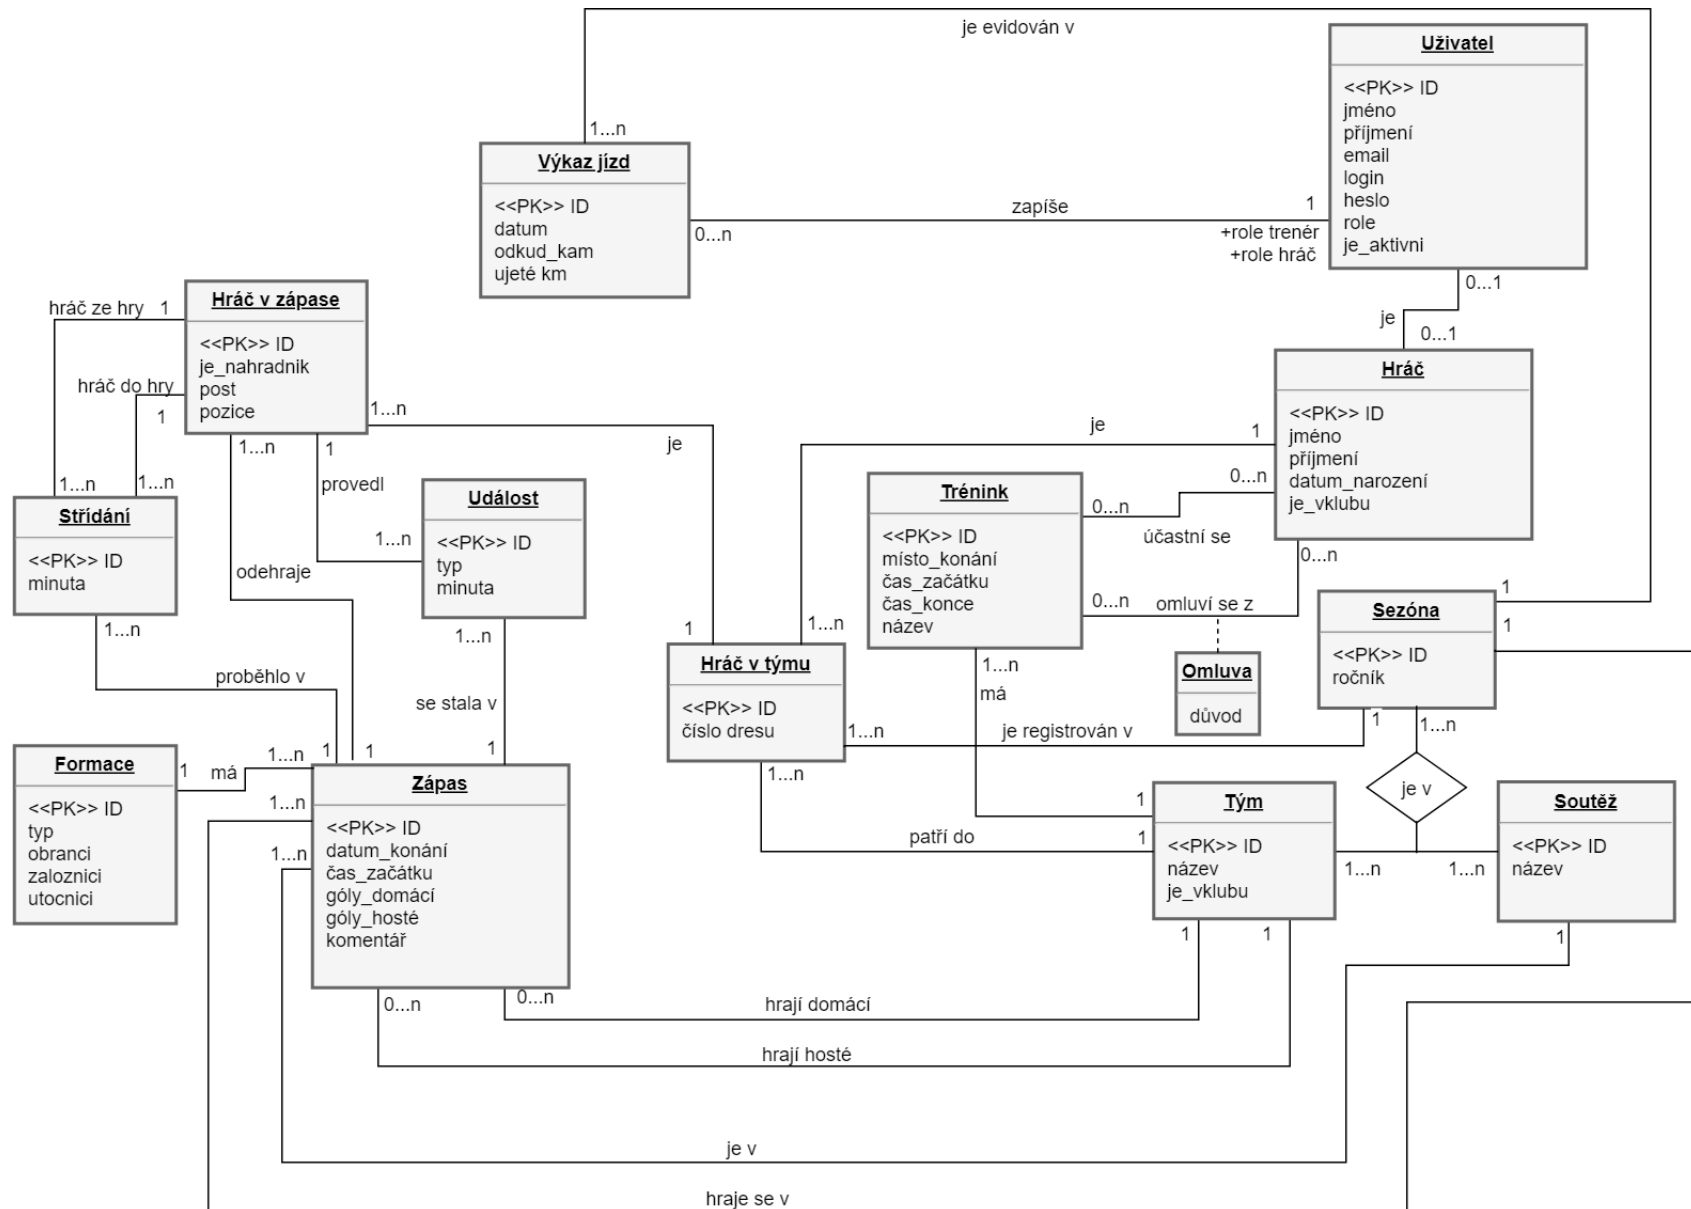 je evidován v
Uživatel
<<PK>> ID
jméno
příjmení
email
login
heslo
role
je_aktivni
1...n
Výkaz jízd
<<PK>> ID
datum
odkud_kam
ujeté km
zapíše
1
0...n
+role trenér
+role hráč
0...1
je
0...1
hráč ze hry
1
Hráč v zápase
<<PK>> ID
je_nahradnik
post
pozice
hráč do hry
1
1...n
1...n
1
1...n
1...n
provedl
je
Hráč
<<PK>> ID
jméno
příjmení
datum_narození
je_vklubu
je
1
0...n
0...n
Střídání
<<PK>> ID
minuta
Událost
<<PK>> ID
typ
minuta
1...n
odehraje
Trénink
<<PK>> ID
místo_konání
čas_začátku
čas_konce
název
0...n
účastní se
0...n
omluví se z
1
Sezóna
<<PK>> ID
ročník
1
1...n
1...n
1
1...n
Hráč v týmu
<<PK>> ID
číslo dresu
1...n
má
Omluva
důvod
proběhlo v
se stala v
1...n
je registrován v
1
1...n
Formace
<<PK>> ID
typ
obranci
zaloznici
utocnici
1
má
1...n
1
1
1
1...n
Zápas
<<PK>> ID
datum_konání
čas_začátku
góly_domácí
góly_hosté
komentář
1...n
1...n
patří do
1
1
Tým
<<PK>> ID
název
je_vklubu
je v
1...n
1...n
Soutěž
<<PK>> ID
název
1
1
1
0...n
0...n
hrají domácí
hrají hosté
je v
hraje se v